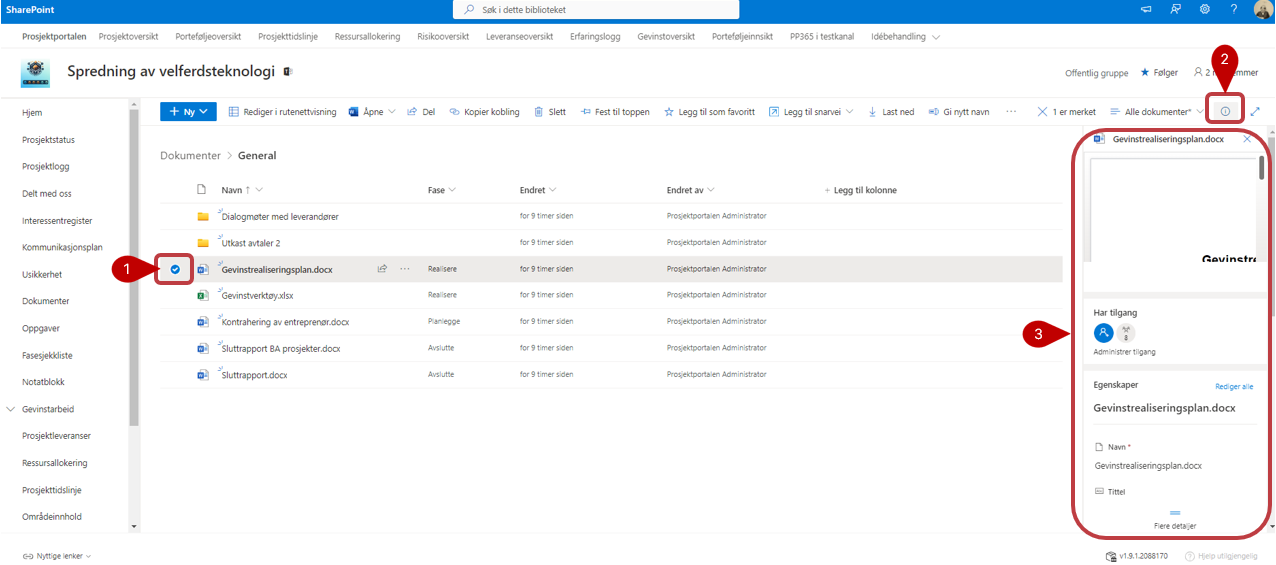 SharePoint
Søk i dette biblioteket
Prosjektportalen Prosjektoversikt Porteføljeoversikt Prosjekttidslinje Ressursallokering Risikooversikt Leveranseoversikt Erfaringslogg Gevinstoversikt Porteføljeinnsikt PP365 i testkanal Idébehandling
Spredning av velferdsteknologi
Offentlig gruppe Følger
2
Hjem
Prosjektstatus
Prosjektlogg
Delt med oss
Interessentregister
Kommunikasjonsplan
Usikkerhet
Dokumenter
Oppgaver
Fasesjekkliste
Notatblokk
Gevinstarbeid
Prosjektleveranser
Ressursallokering
Prosjekttidslinje
Områdeinnhold
+ Ny Rediger i rutenettvisning Åpne Del Kopier kobling Slett Fest til toppen Legg til som favoritt Legg til snarvei Last ned Gi nytt navn ... 1 er merket Alle dokumenter*
Dokumenter > General
Navn ↑ Fase Endret Endret av + Legg til kolonne
Dialogmøter med leverandører for 9 timer siden Prosjektportalen Administrator
Utkast avtaler 2 for 9 timer siden Prosjektportalen Administrator
1
Gevinstrealiseringsplan.docx ... Realisere for 9 timer siden Prosjektportalen Administrator
Gevinstverktøy.xlsx Realisere for 9 timer siden Prosjektportalen Administrator
Kontrahering av entreprenør.docx Planlegge for 9 timer siden Prosjektportalen Administrator
Sluttrapport BA prosjekter.docx Avslutte for 9 timer siden Prosjektportalen Administrator
Sluttrapport.docx Avslutte for 9 timer siden Prosjektportalen Administrator
3
Gevinstrealiseringsplan.docx
Gevinstre
Har tilgang
8
Administrer tilgang
Egenskaper Rediger alle
Gevinstrealiseringsplan.docx
Navn *
Gevinstrealiseringsplan.docx
Tittel
Flere detaljer
Nyttige lenker
v1.9.1.2088170 Hjelp utilgjengelig